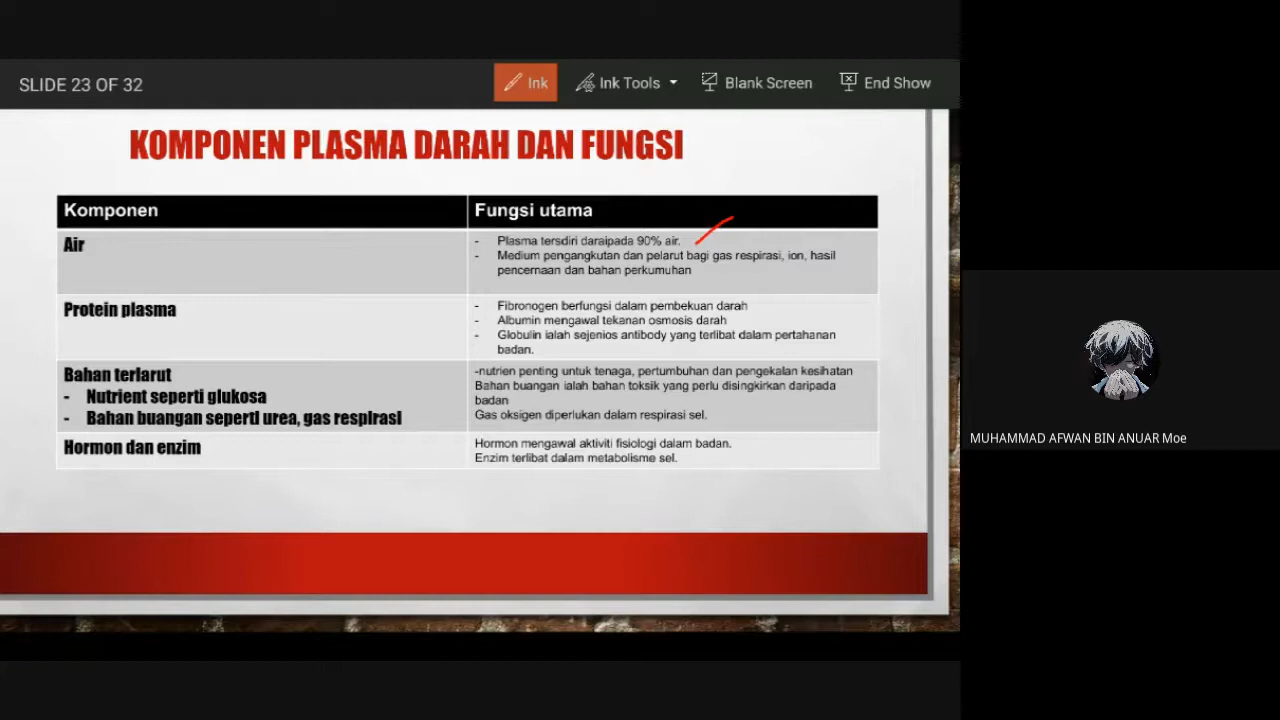 SLIDE 23 OF 32
Ink
Ink Tools
Blank Screen
End Show
KOMPONEN PLASMA DARAH DAN FUNGSI
Komponen
Fungsi utama
Air
- Plasma tersdiri daraipada 90% air.
- Medium pengangkutan dan pelarut bagi gas respirasi, ion, hasil
pencernaan dan bahan perkumuhan
Protein plasma
- Fibronogen berfungsi dalam pembekuan darah
- Albumin mengawal tekanan osmosis darah
- Globulin ialah sejenios antibody yang terlibat dalam pertahanan
badan.
Bahan terlarut
- Nutrient seperti glukosa
- Bahan buangan seperti urea, gas respirasi
-nutrien penting untuk tenaga, pertumbuhan dan pengekalan kesihatan
Bahan buangan ialah bahan toksik yang perlu disingkirkan daripada
badan
Gas oksigen diperlukan dalam respirasi sel.
Hormon dan enzim
Hormon mengawal aktiviti fisiologi dalam badan.
Enzim terlibat dalam metabolisme sel.
MUHAMMAD AFWAN BIN ANUAR Moe